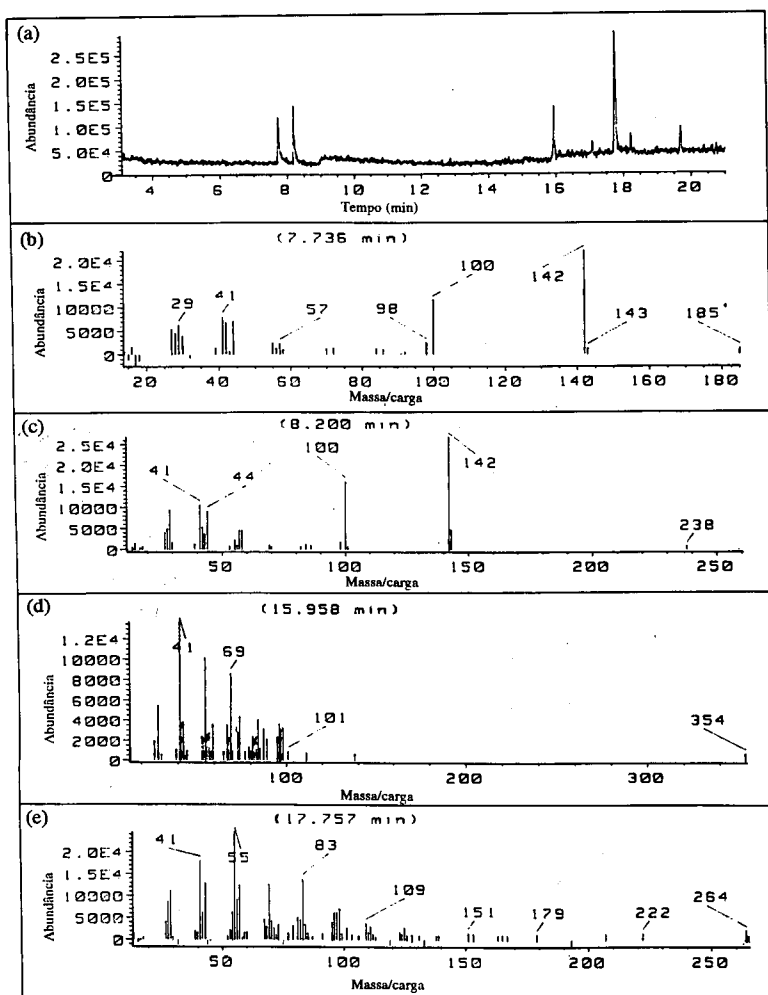 (a)
2.5E5
2.0E5
1.5E5
1.0E5
5.0E4
Abundância
4 6 8 10 12 14 16 18 20
Tempo (min)
(b) (7.736 min)
2.0E4
15000
10000
5000
0
Abundância
29 41 57 98 100 142 143 185
20 40 60 80 100 120 140 160 180
Massa/carga
(c) (8.200 min)
2.5E4
2.0E4
1.5E4
10000
5000
0
Abundância
41 44 100 142 238
50 100 150 200 250
Massa/carga
(d) (15.958 min)
1.2E4
10000
8000
6000
4000
2000
0
Abundância
41 69 101 354
100 200 300
Massa/carga
(e) (17.757 min)
2.0E4
15000
10000
5000
0
Abundância
41 55 83 109 151 179 222 264
50 100 150 200 250
Massa/carga